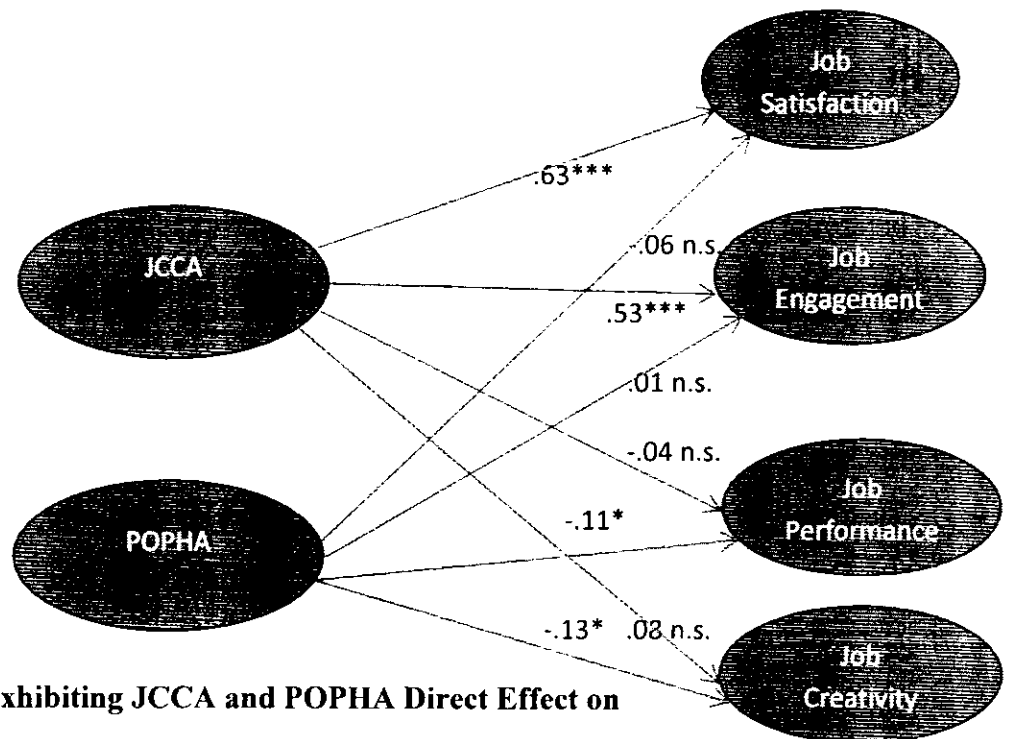 Job
Satisfaction
.63***
JCCA
-.06 n.s.
Job
Engagement
.53***
.01 n.s.
-.04 n.s.
Job
Performance
POPHA
-.11*
-.13*
.08 n.s.
Job
Creativity
xhibiting JCCA and POPHA Direct Effect on